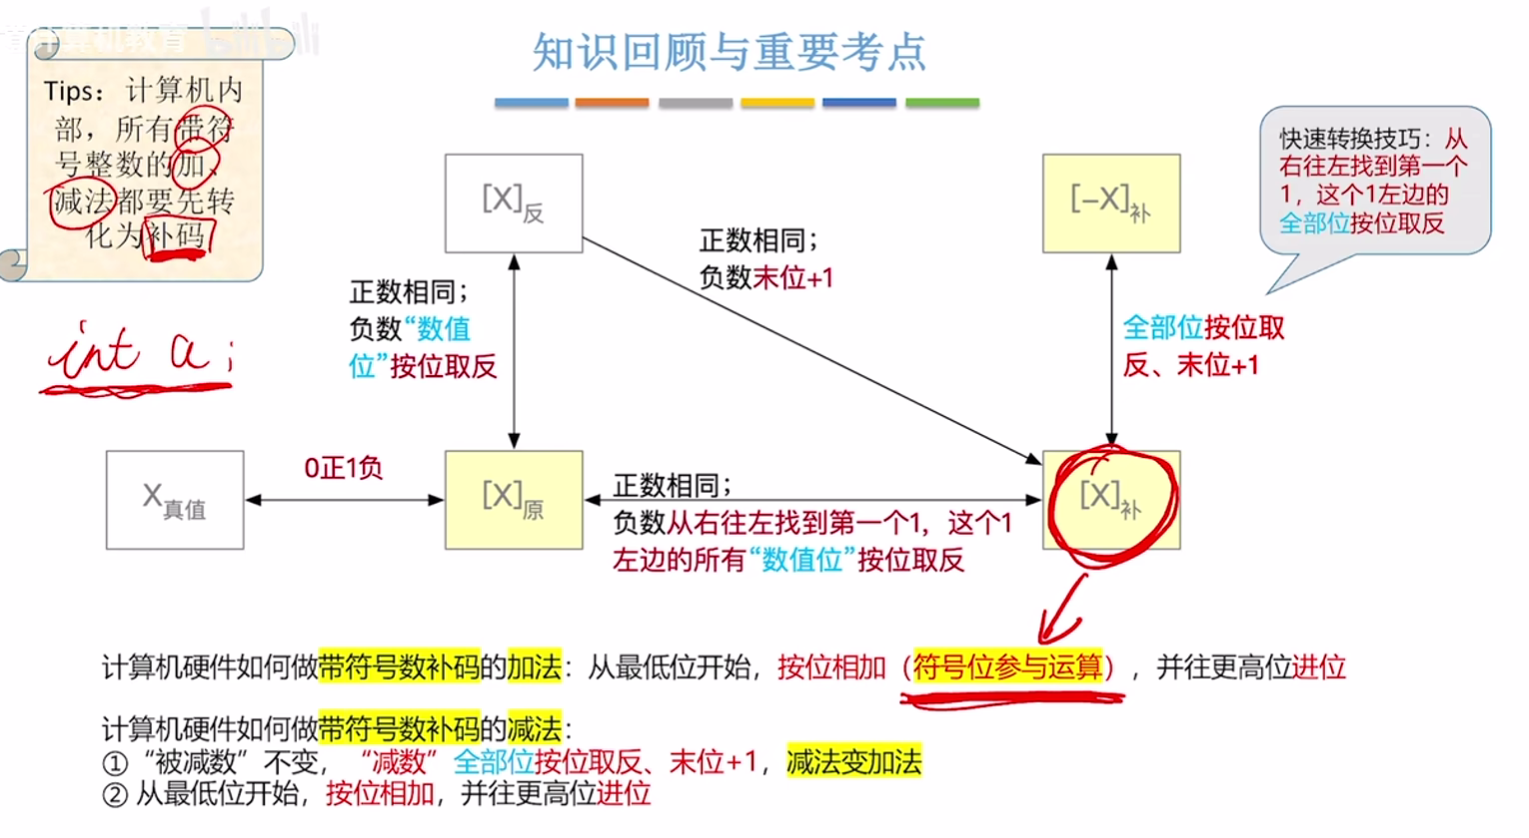 计算机教育 bilibili
知识回顾与重要考点
Tips：计算机内
部，所有带符
号整数的加、
减法都要先转
化为补码
int a;
[X]反
[-X]补
快速转换技巧：从
右往左找到第一个
1，这个1左边的
全部位按位取反
正数相同；
负数末位+1
正数相同；
负数“数值
位”按位取反
全部位按位取
反、末位+1
X真值
0正1负
[X]原
正数相同；
负数从右往左找到第一个1，这个1
左边的所有“数值位”按位取反
[X]补
计算机硬件如何做带符号数补码的加法：从最低位开始，按位相加（符号位参与运算），并往更高位进位
计算机硬件如何做带符号数补码的减法：
①“被减数”不变，“减数”全部位按位取反、末位+1，减法变加法
② 从最低位开始，按位相加，并往更高位进位